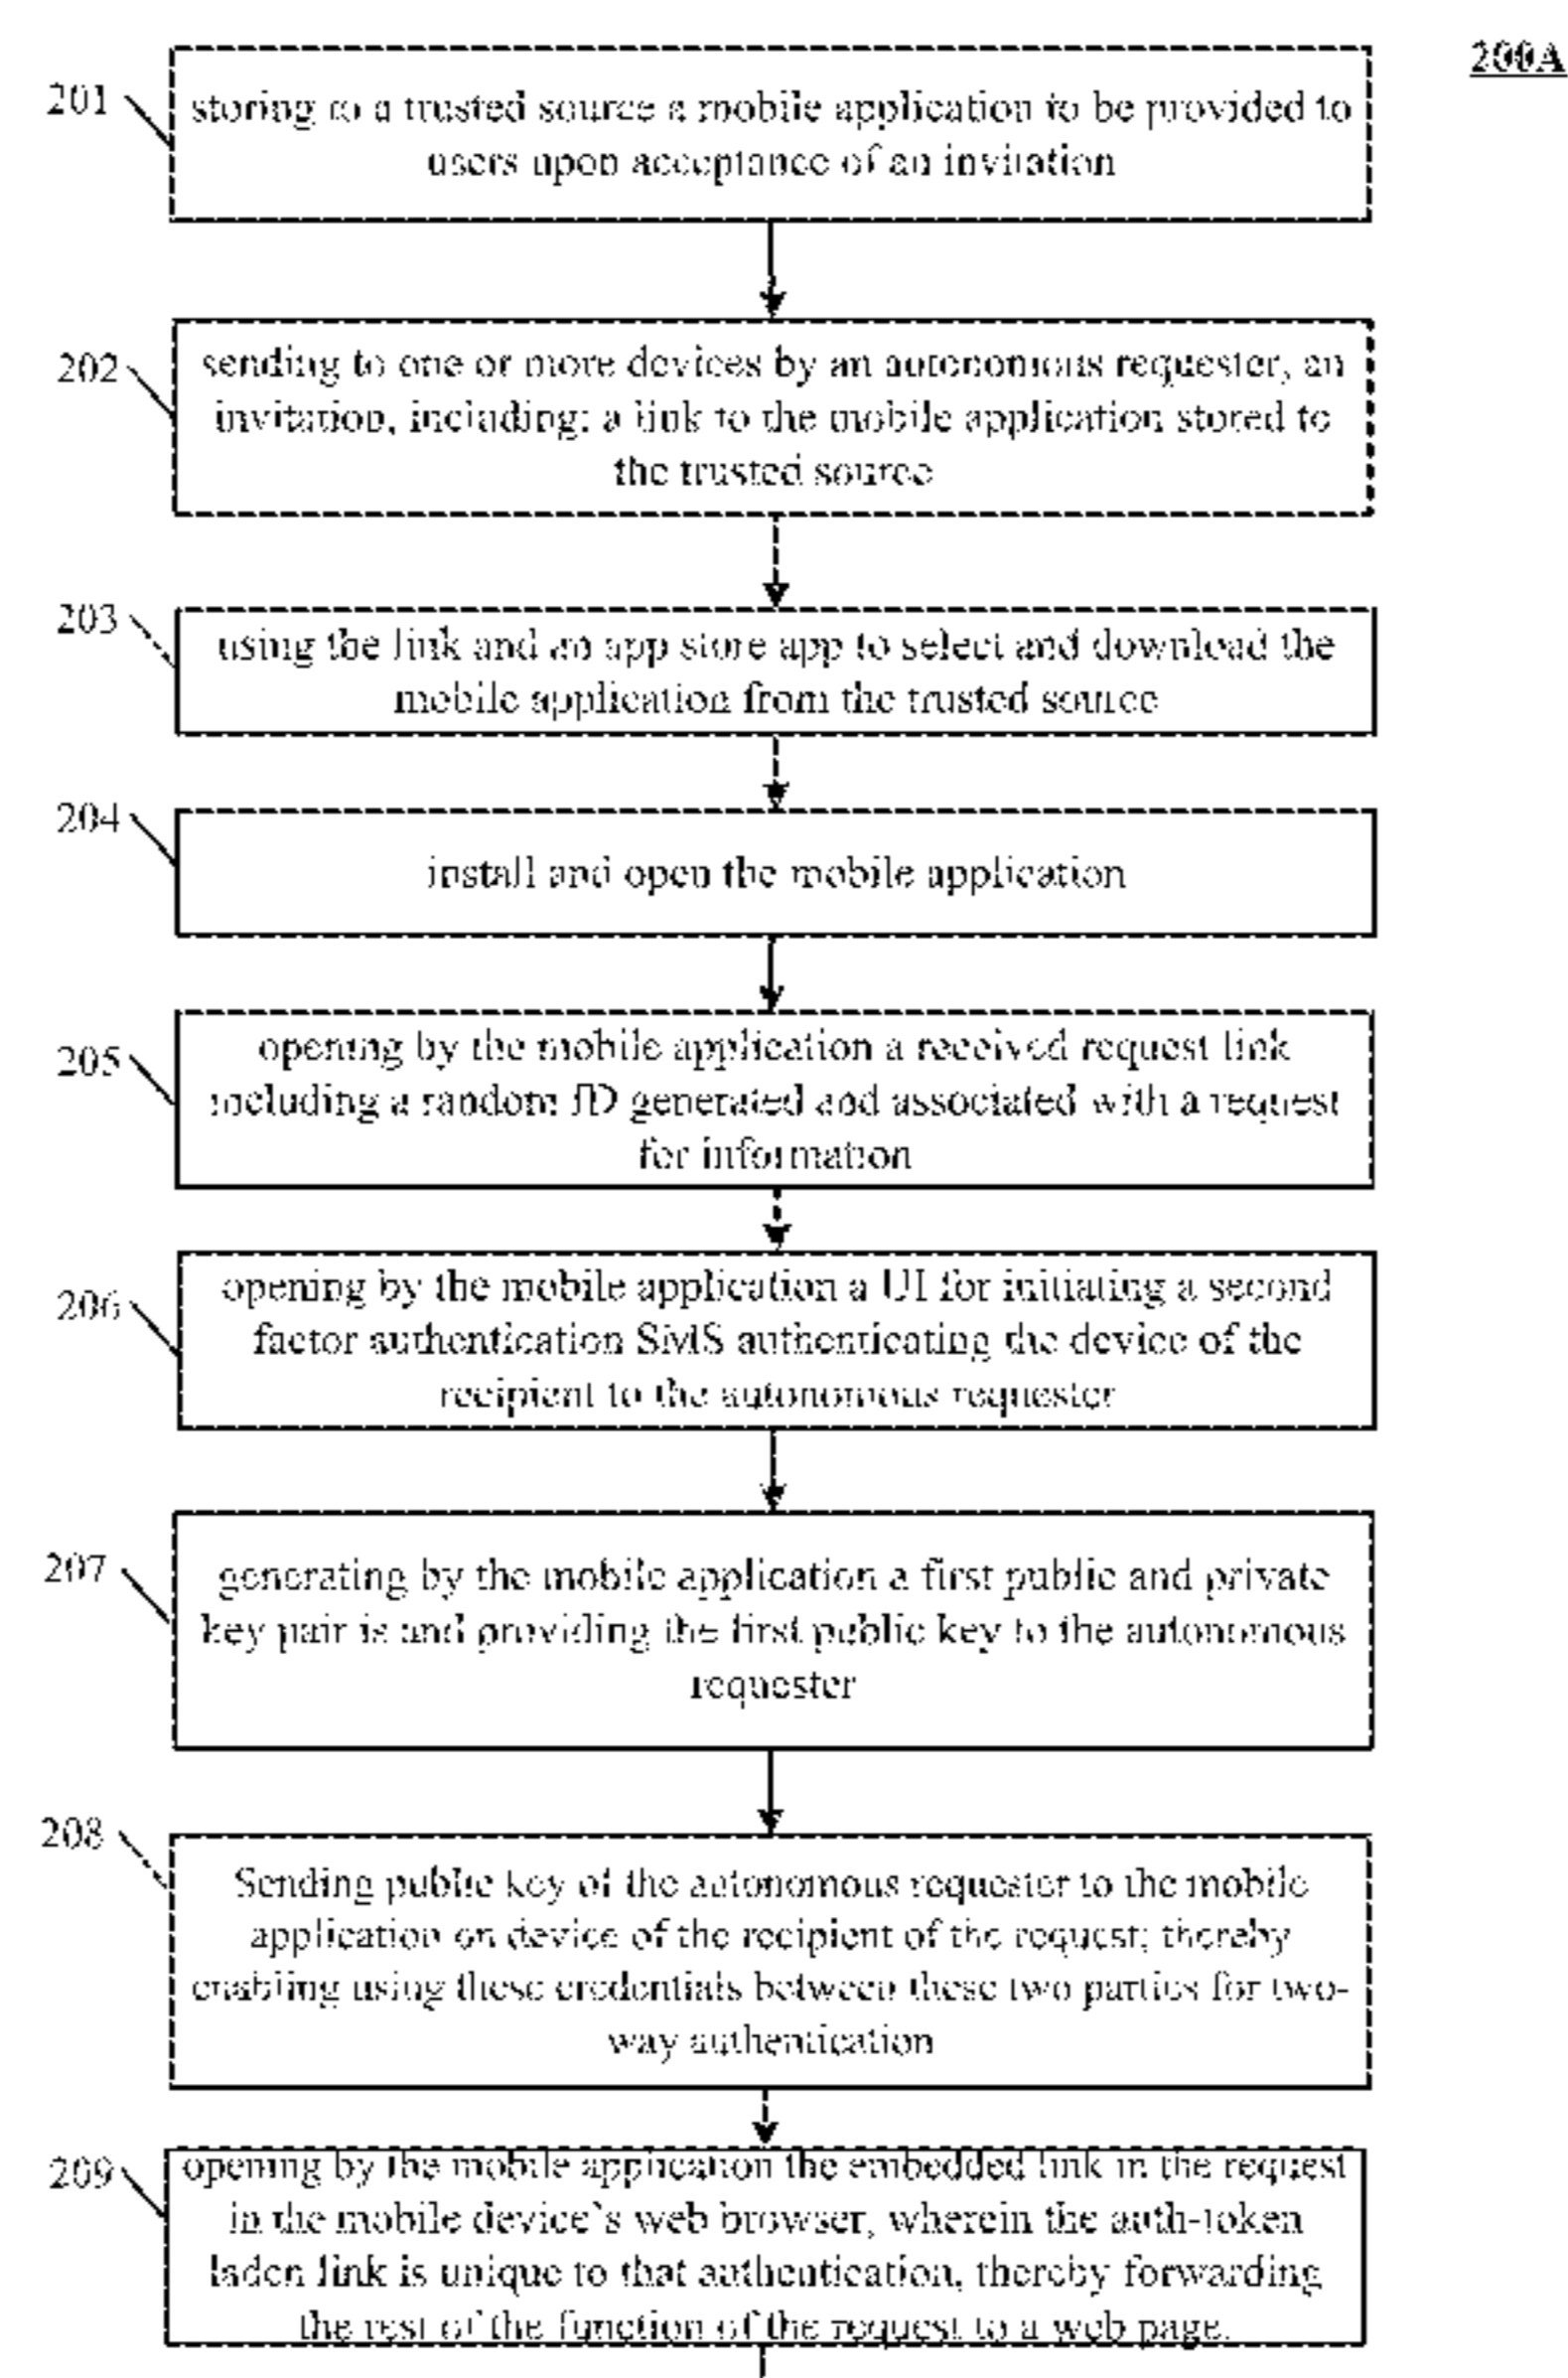 200A
201
storing to a trusted source a mobile application to be provided to
users upon acceptance of an invitation
202
sending to one or more devices by an autonomous requester, an
invitation, including: a link to the mobile application stored to
the trusted source
203
using the link and an app store app to select and download the
mobile application from the trusted source
204
install and open the mobile application
205
opening by the mobile application a received request link
including a random ID generated and associated with a request
for information
206
opening by the mobile application a UI for initiating a second
factor authentication SMS authenticating the device of the
recipient to the autonomous requester
207
generating by the mobile application a first public and private
key pair is and providing the first public key to the autonomous
requester
208
Sending public key of the autonomous requester to the mobile
application on device of the recipient of the request; thereby
enabling using these credentials between these two parties for two-
way authentication
209
opening by the mobile application the embedded link in the request
in the mobile device's web browser, wherein the auth-token
laden link is unique to that authentication, thereby forwarding
the rest of the function of the request to a web page.